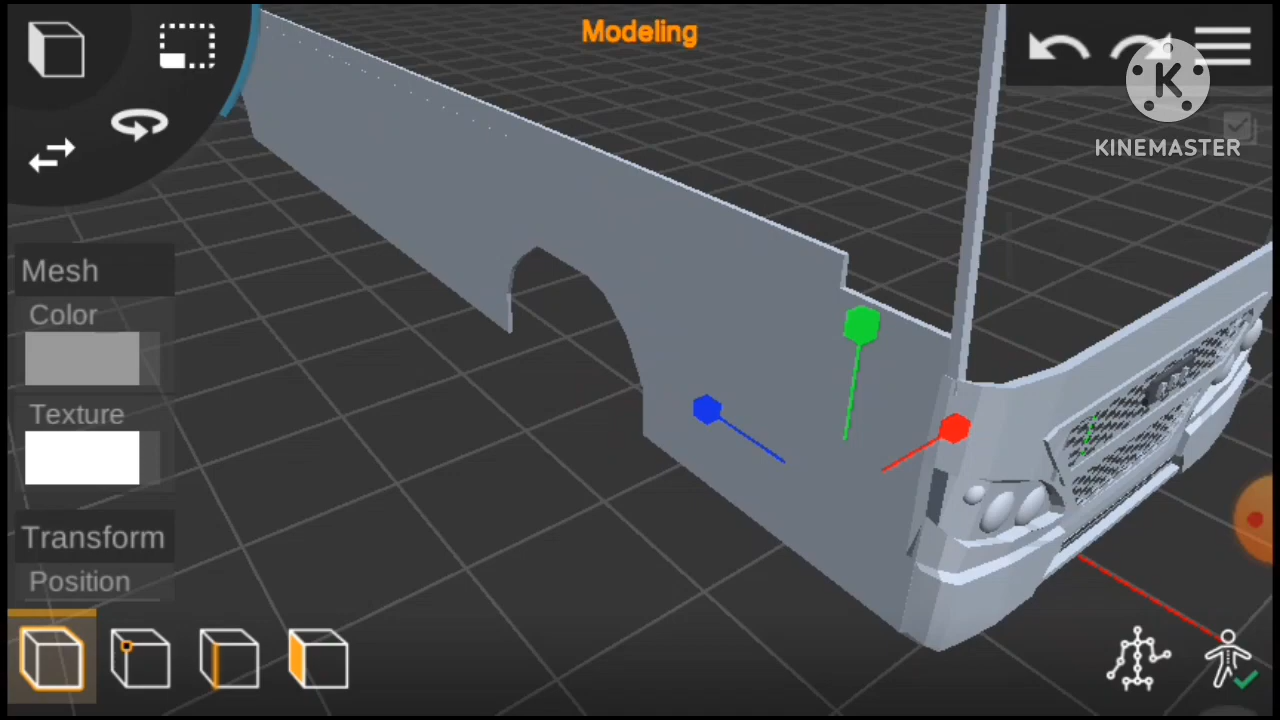 Modeling
K
KINEMASTER
Mesh
Color
Texture
Transform
Position